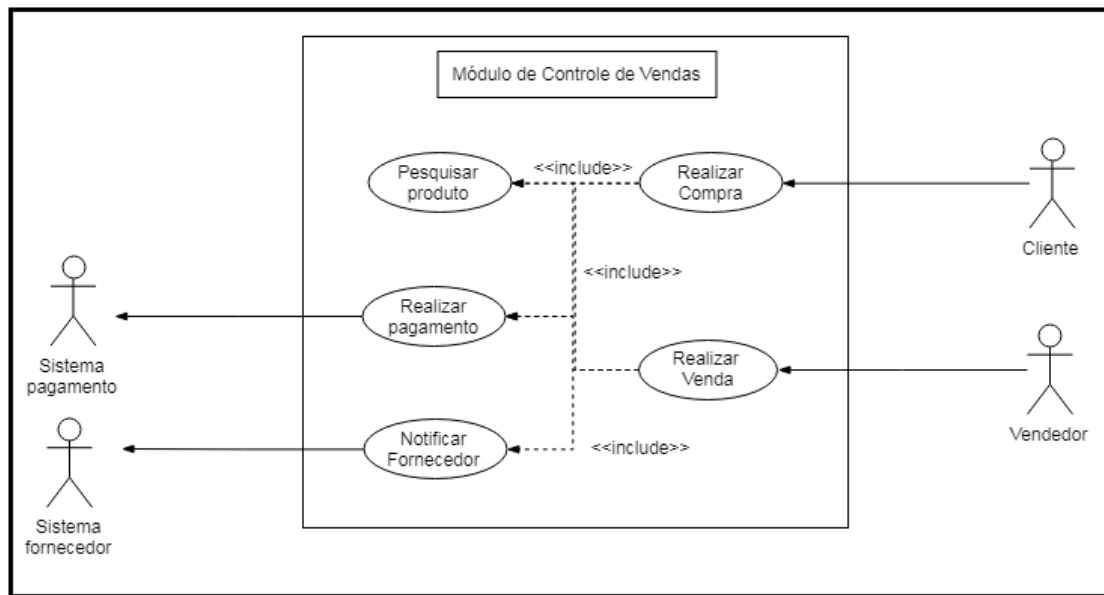 Módulo de Controle de Vendas
Pesquisar
produto
<<include>>
Realizar
Compra
Cliente
<<include>>
Sistema
pagamento
Realizar
pagamento
Realizar
Venda
Vendedor
Notificar
Fornecedor
<<include>>
Sistema
fornecedor